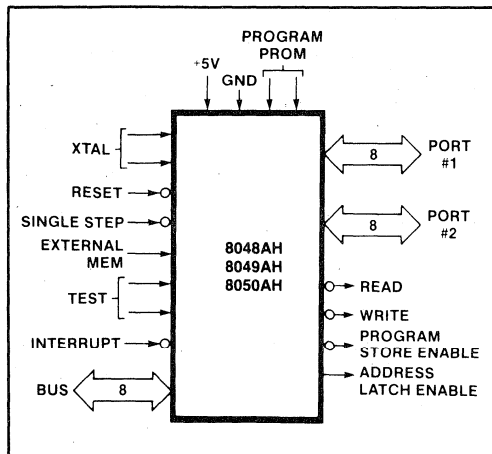 PROGRAM
PROM
+5V
GND
XTAL
RESET
SINGLE STEP
EXTERNAL
MEM
TEST
INTERRUPT
BUS
8
8048AH
8049AH
8050AH
8
PORT
#1
8
PORT
#2
READ
WRITE
PROGRAM
STORE ENABLE
ADDRESS
LATCH ENABLE